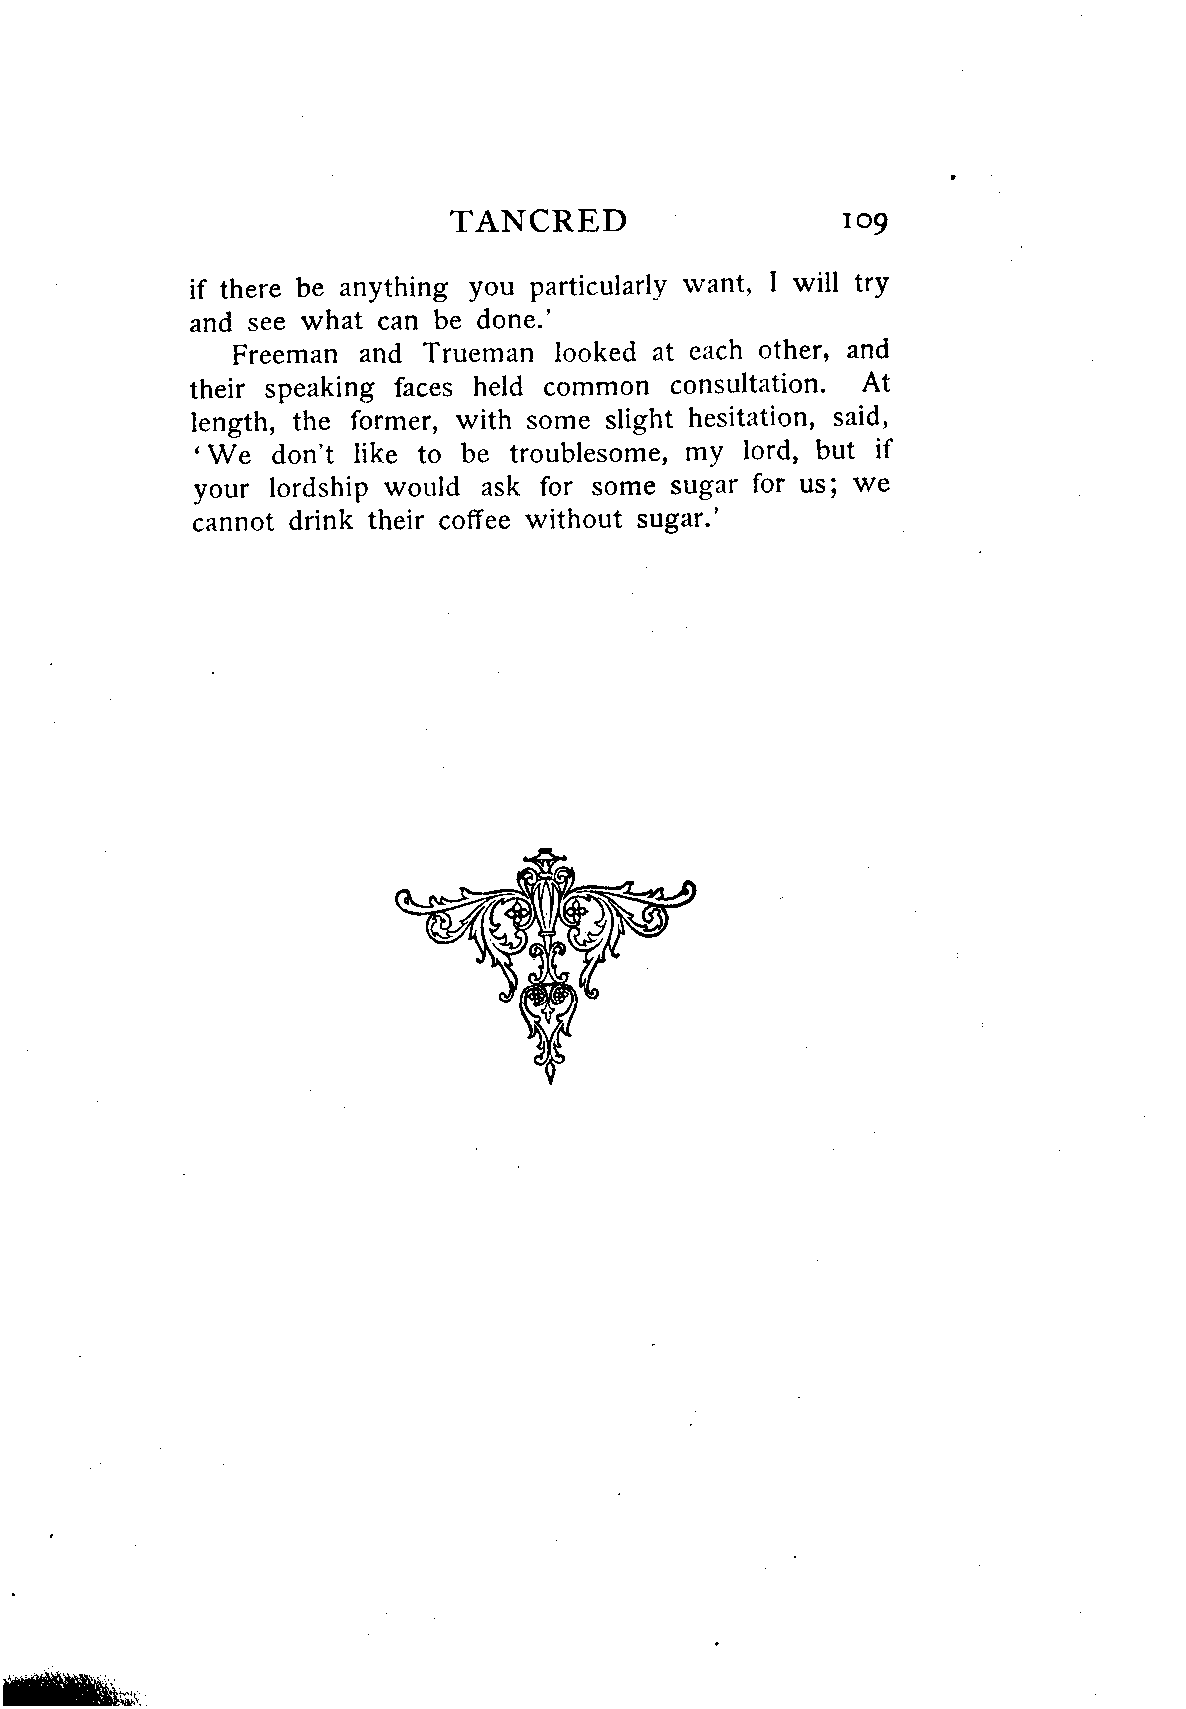 TANCRED 109
if there be anything you particularly want, I will try
and see what can be done.'
Freeman and Trueman looked at each other, and
their speaking faces held common consultation. At
length, the former, with some slight hesitation, said,
‘We don't like to be troublesome, my lord, but if
your lordship would ask for some sugar for us; we
cannot drink their coffee without sugar.'